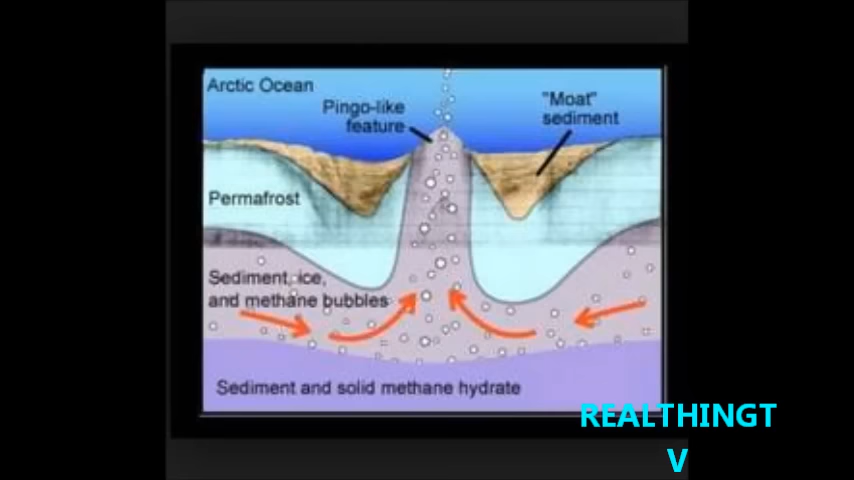 Arctic Ocean
Pingo-like
feature
"Moat"
sediment
Permafrost
Sediment, ice,
and methane bubbles
Sediment and solid methane hydrate
REALTHINGT
V